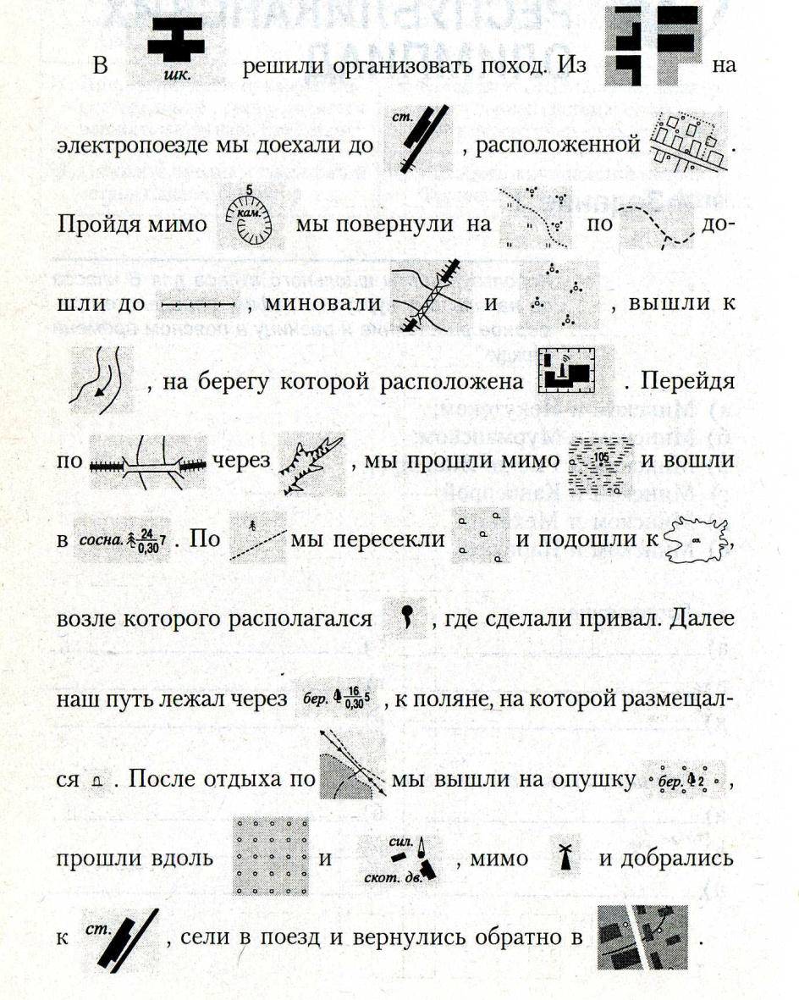 В шк. решили организовать поход. Из на
электропоезде мы доехали до ст. , расположенной .
Пройдя мимо 5 кам. мы повернули на по до-
шли до , миновали и , вышли к
, на берегу которой расположена . Перейдя
по через , мы прошли мимо 105 и вошли
в сосна. 24 0,30 7 . По мы пересекли и подошли к ,
возле которого располагался , где сделали привал. Далее
наш путь лежал через бер. 16 0,30 5 , к поляне, на которой размещал-
ся . После отдыха по мы вышли на опушку бер. 2 ,
прошли вдоль и сил. скот. дв. , мимо и добрались
к ст. , сели в поезд и вернулись обратно в .